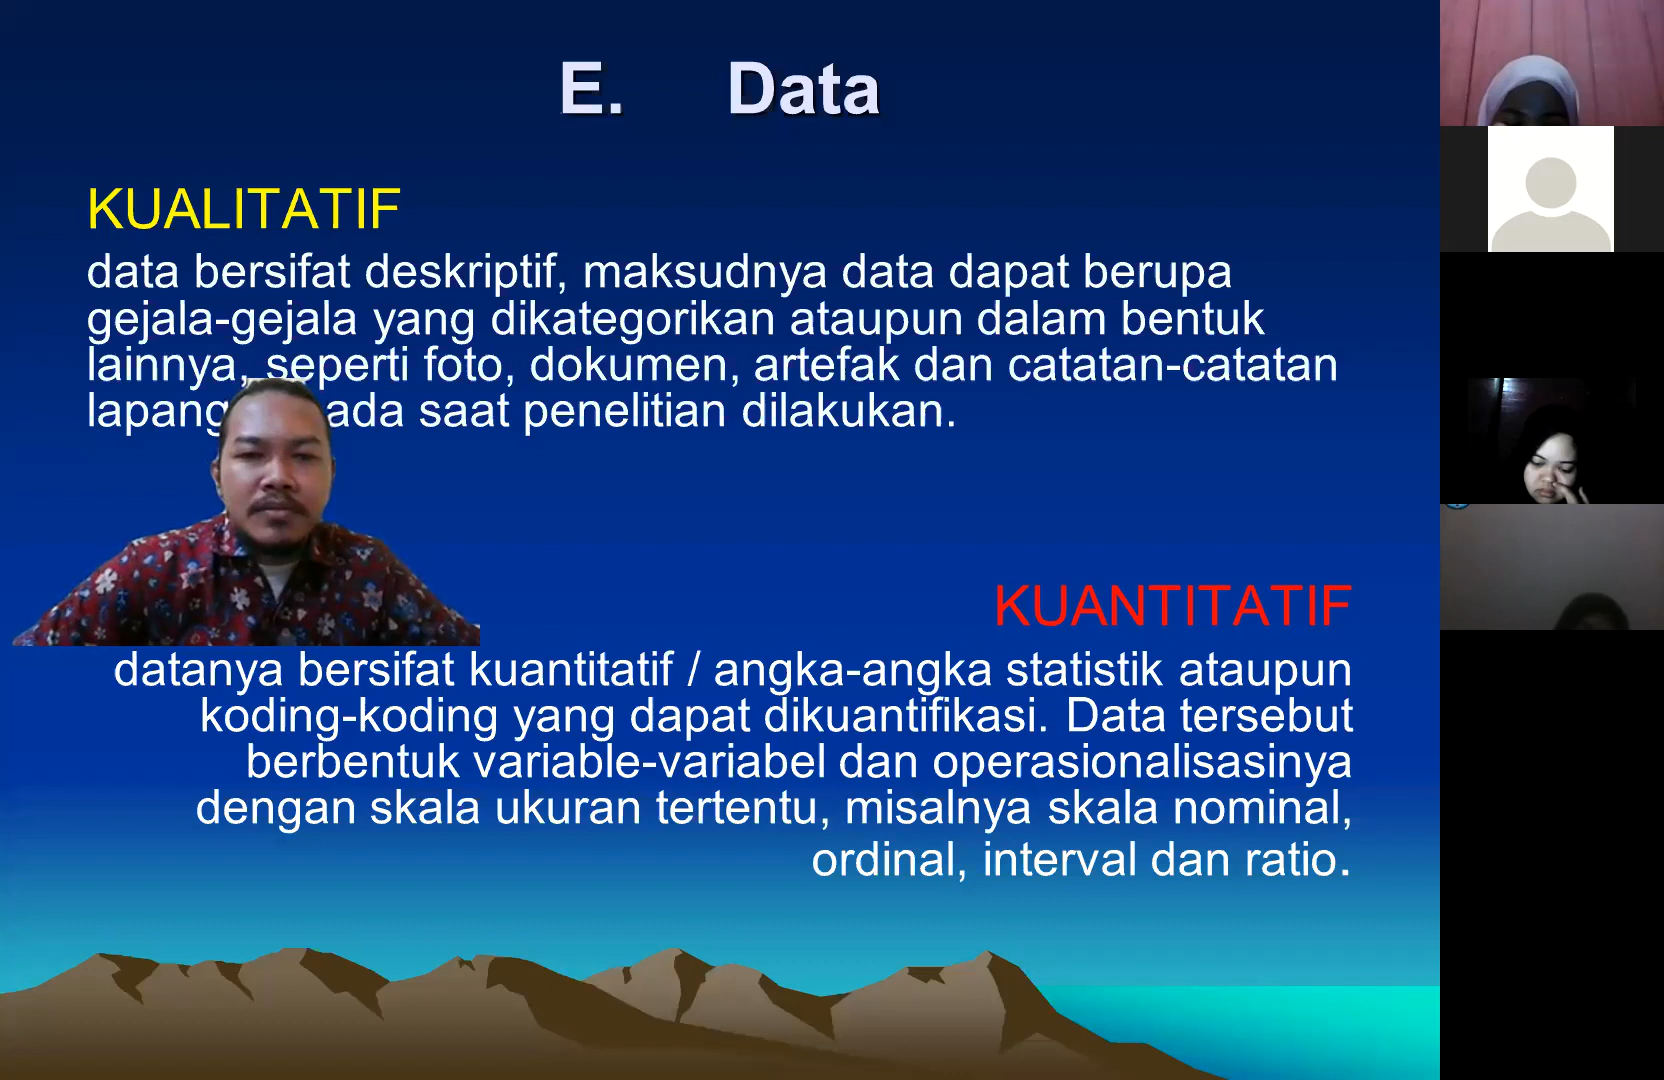 E. Data
KUALITATIF
data bersifat deskriptif, maksudnya data dapat berupa
gejala-gejala yang dikategorikan ataupun dalam bentuk
lainnya, seperti foto, dokumen, artefak dan catatan-catatan
saat penelitian dilakukan.
KUANTITATIF
datanya bersifat kuantitatif / angka-angka statistik ataupun
koding-koding yang dapat dikuantifikasi. Data tersebut
berbentuk variable-variabel dan operasionalisasinya
dengan skala ukuran tertentu, misalnya skala nominal,
ordinal, interval dan ratio.